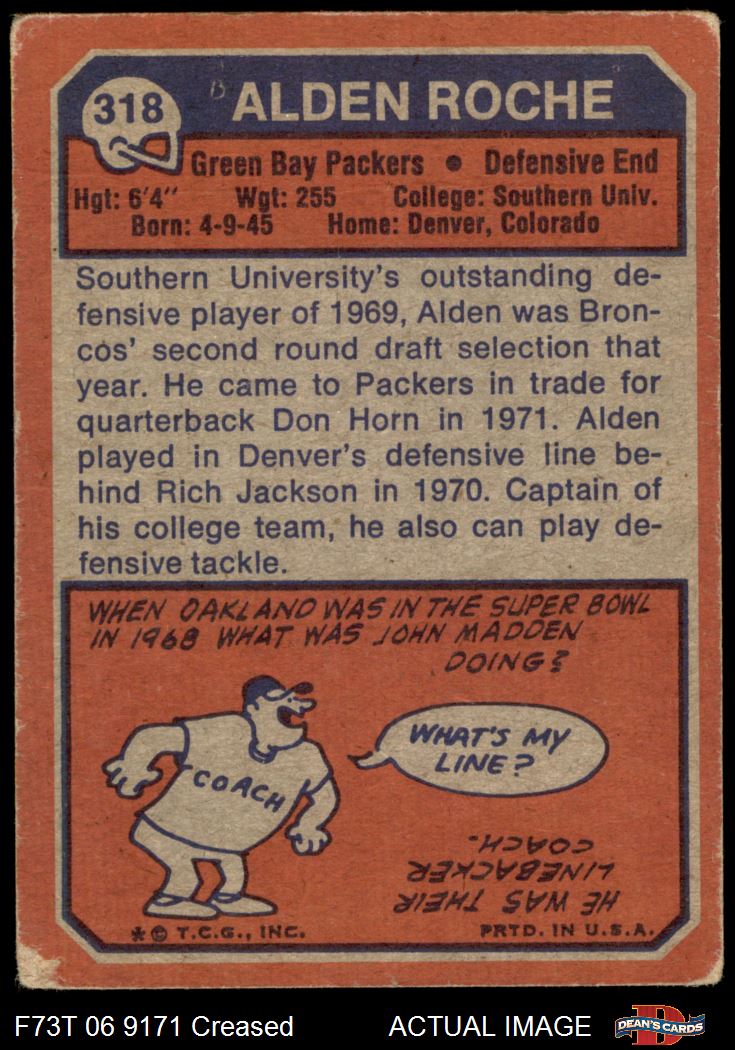 318
ALDEN ROCHE
Green Bay Packers • Defensive End
Hgt: 6'4" Wgt: 255 College: Southern Univ.
Born: 4-9-45 Home: Denver, Colorado
Southern University's outstanding de-
fensive player of 1969, Alden was Bron-
cos' second round draft selection that
year. He came to Packers in trade for
quarterback Don Horn in 1971. Alden
played in Denver's defensive line be-
hind Rich Jackson in 1970. Captain of
his college team, he also can play de-
fensive tackle.
WHEN OAKLAND WAS IN THE SUPER BOWL
IN 1968 WHAT WAS JOHN MADDEN
DOING?
WHAT'S MY
LINE?
COACH
HE WAS THEIR
LINEBACKER
COACH.
* © T.C.G., INC. PRTD. IN U.S.A.
F73T 06 9171 Creased ACTUAL IMAGE
DEAN'S CARDS